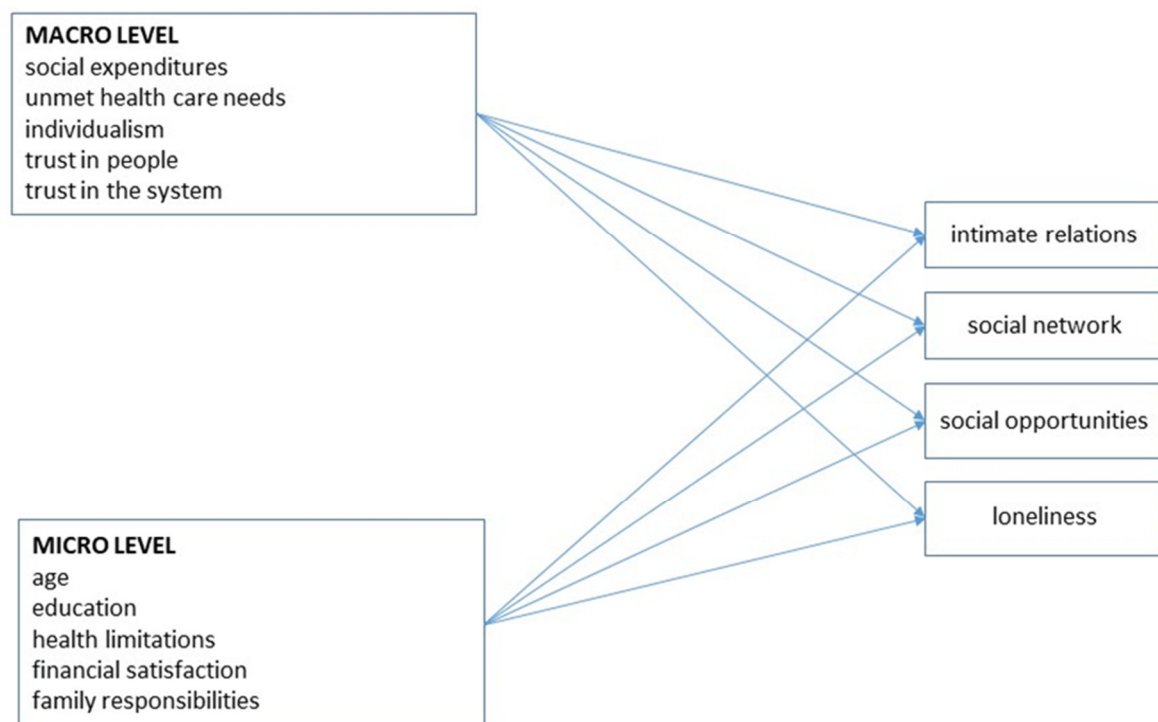 MACRO LEVEL
social expenditures
unmet health care needs
individualism
trust in people
trust in the system
intimate relations
social network
social opportunities
loneliness
MICRO LEVEL
age
education
health limitations
financial satisfaction
family responsibilities